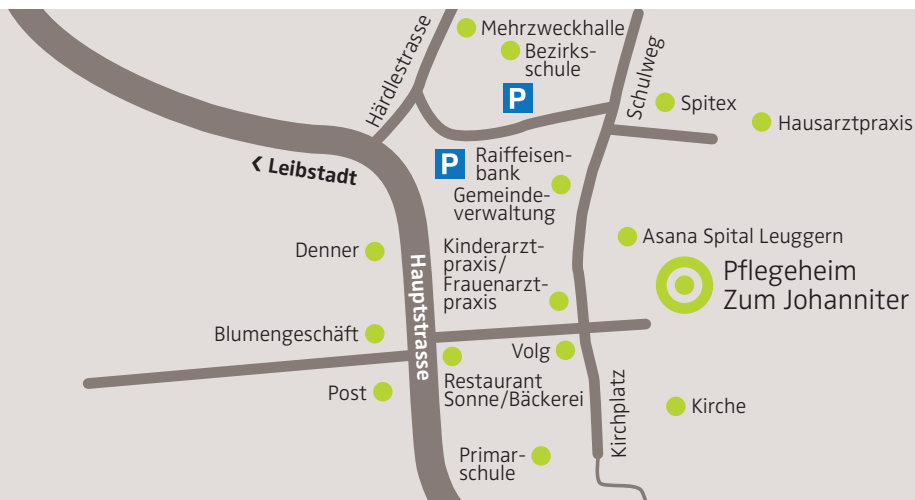 Mehrzweckhalle
Bezirks-
schule
Härdlestrasse
Schulweg
P
Spitex
Hausarztpraxis
P
Raiffeisen-
bank
Gemeinde-
verwaltung
‹ Leibstadt
Asana Spital Leuggern
Denner
Kinderarzt-
praxis/
Frauenarzt-
praxis
Pflegeheim
Zum Johanniter
Hauptstrasse
Blumengeschäft
Volg
Post
Restaurant
Sonne/Bäckerei
Kirchplatz
Kirche
Primar-
schule